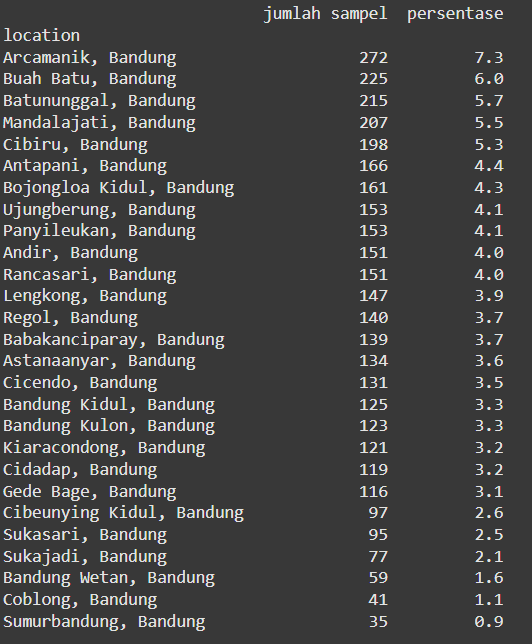 jumlah sampel persentase
location
Arcamanik, Bandung 272 7.3
Buah Batu, Bandung 225 6.0
Batununggal, Bandung 215 5.7
Mandalajati, Bandung 207 5.5
Cibiru, Bandung 198 5.3
Antapani, Bandung 166 4.4
Bojongloa Kidul, Bandung 161 4.3
Ujungberung, Bandung 153 4.1
Panyileukan, Bandung 153 4.1
Andir, Bandung 151 4.0
Rancasari, Bandung 151 4.0
Lengkong, Bandung 147 3.9
Regol, Bandung 140 3.7
Babakanciparay, Bandung 139 3.7
Astanaanyar, Bandung 134 3.6
Cicendo, Bandung 131 3.5
Bandung Kidul, Bandung 125 3.3
Bandung Kulon, Bandung 123 3.3
Kiaracondong, Bandung 121 3.2
Cidadap, Bandung 119 3.2
Gede Bage, Bandung 116 3.1
Cibeunying Kidul, Bandung 97 2.6
Sukasari, Bandung 95 2.5
Sukajadi, Bandung 77 2.1
Bandung Wetan, Bandung 59 1.6
Coblong, Bandung 41 1.1
Sumurbandung, Bandung 35 0.9